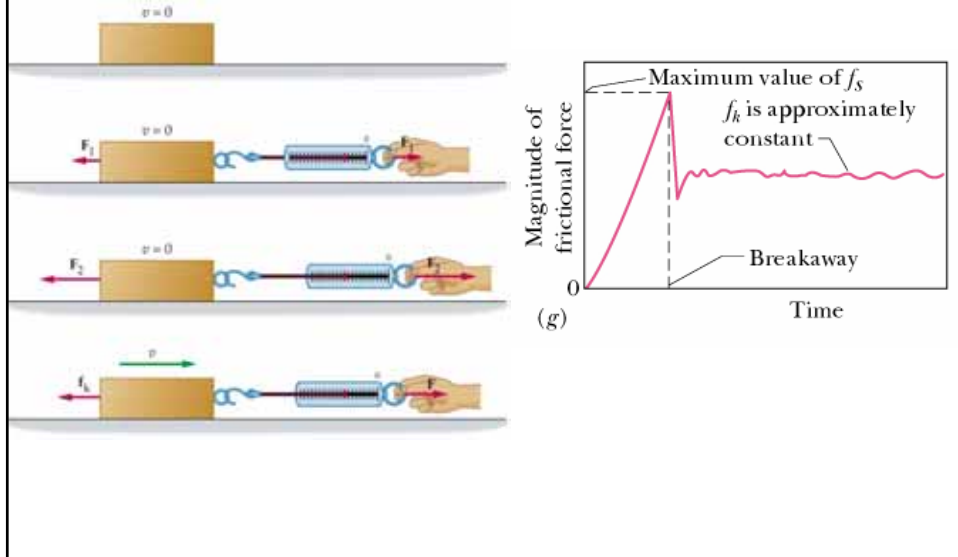 v = 0
v = 0
F₁
F₁
v = 0
F₂
F₂
v
fₖ
F
Maximum value of fₛ
fₖ is approximately
constant
Magnitude of
frictional force
Breakaway
0
Time
(g)